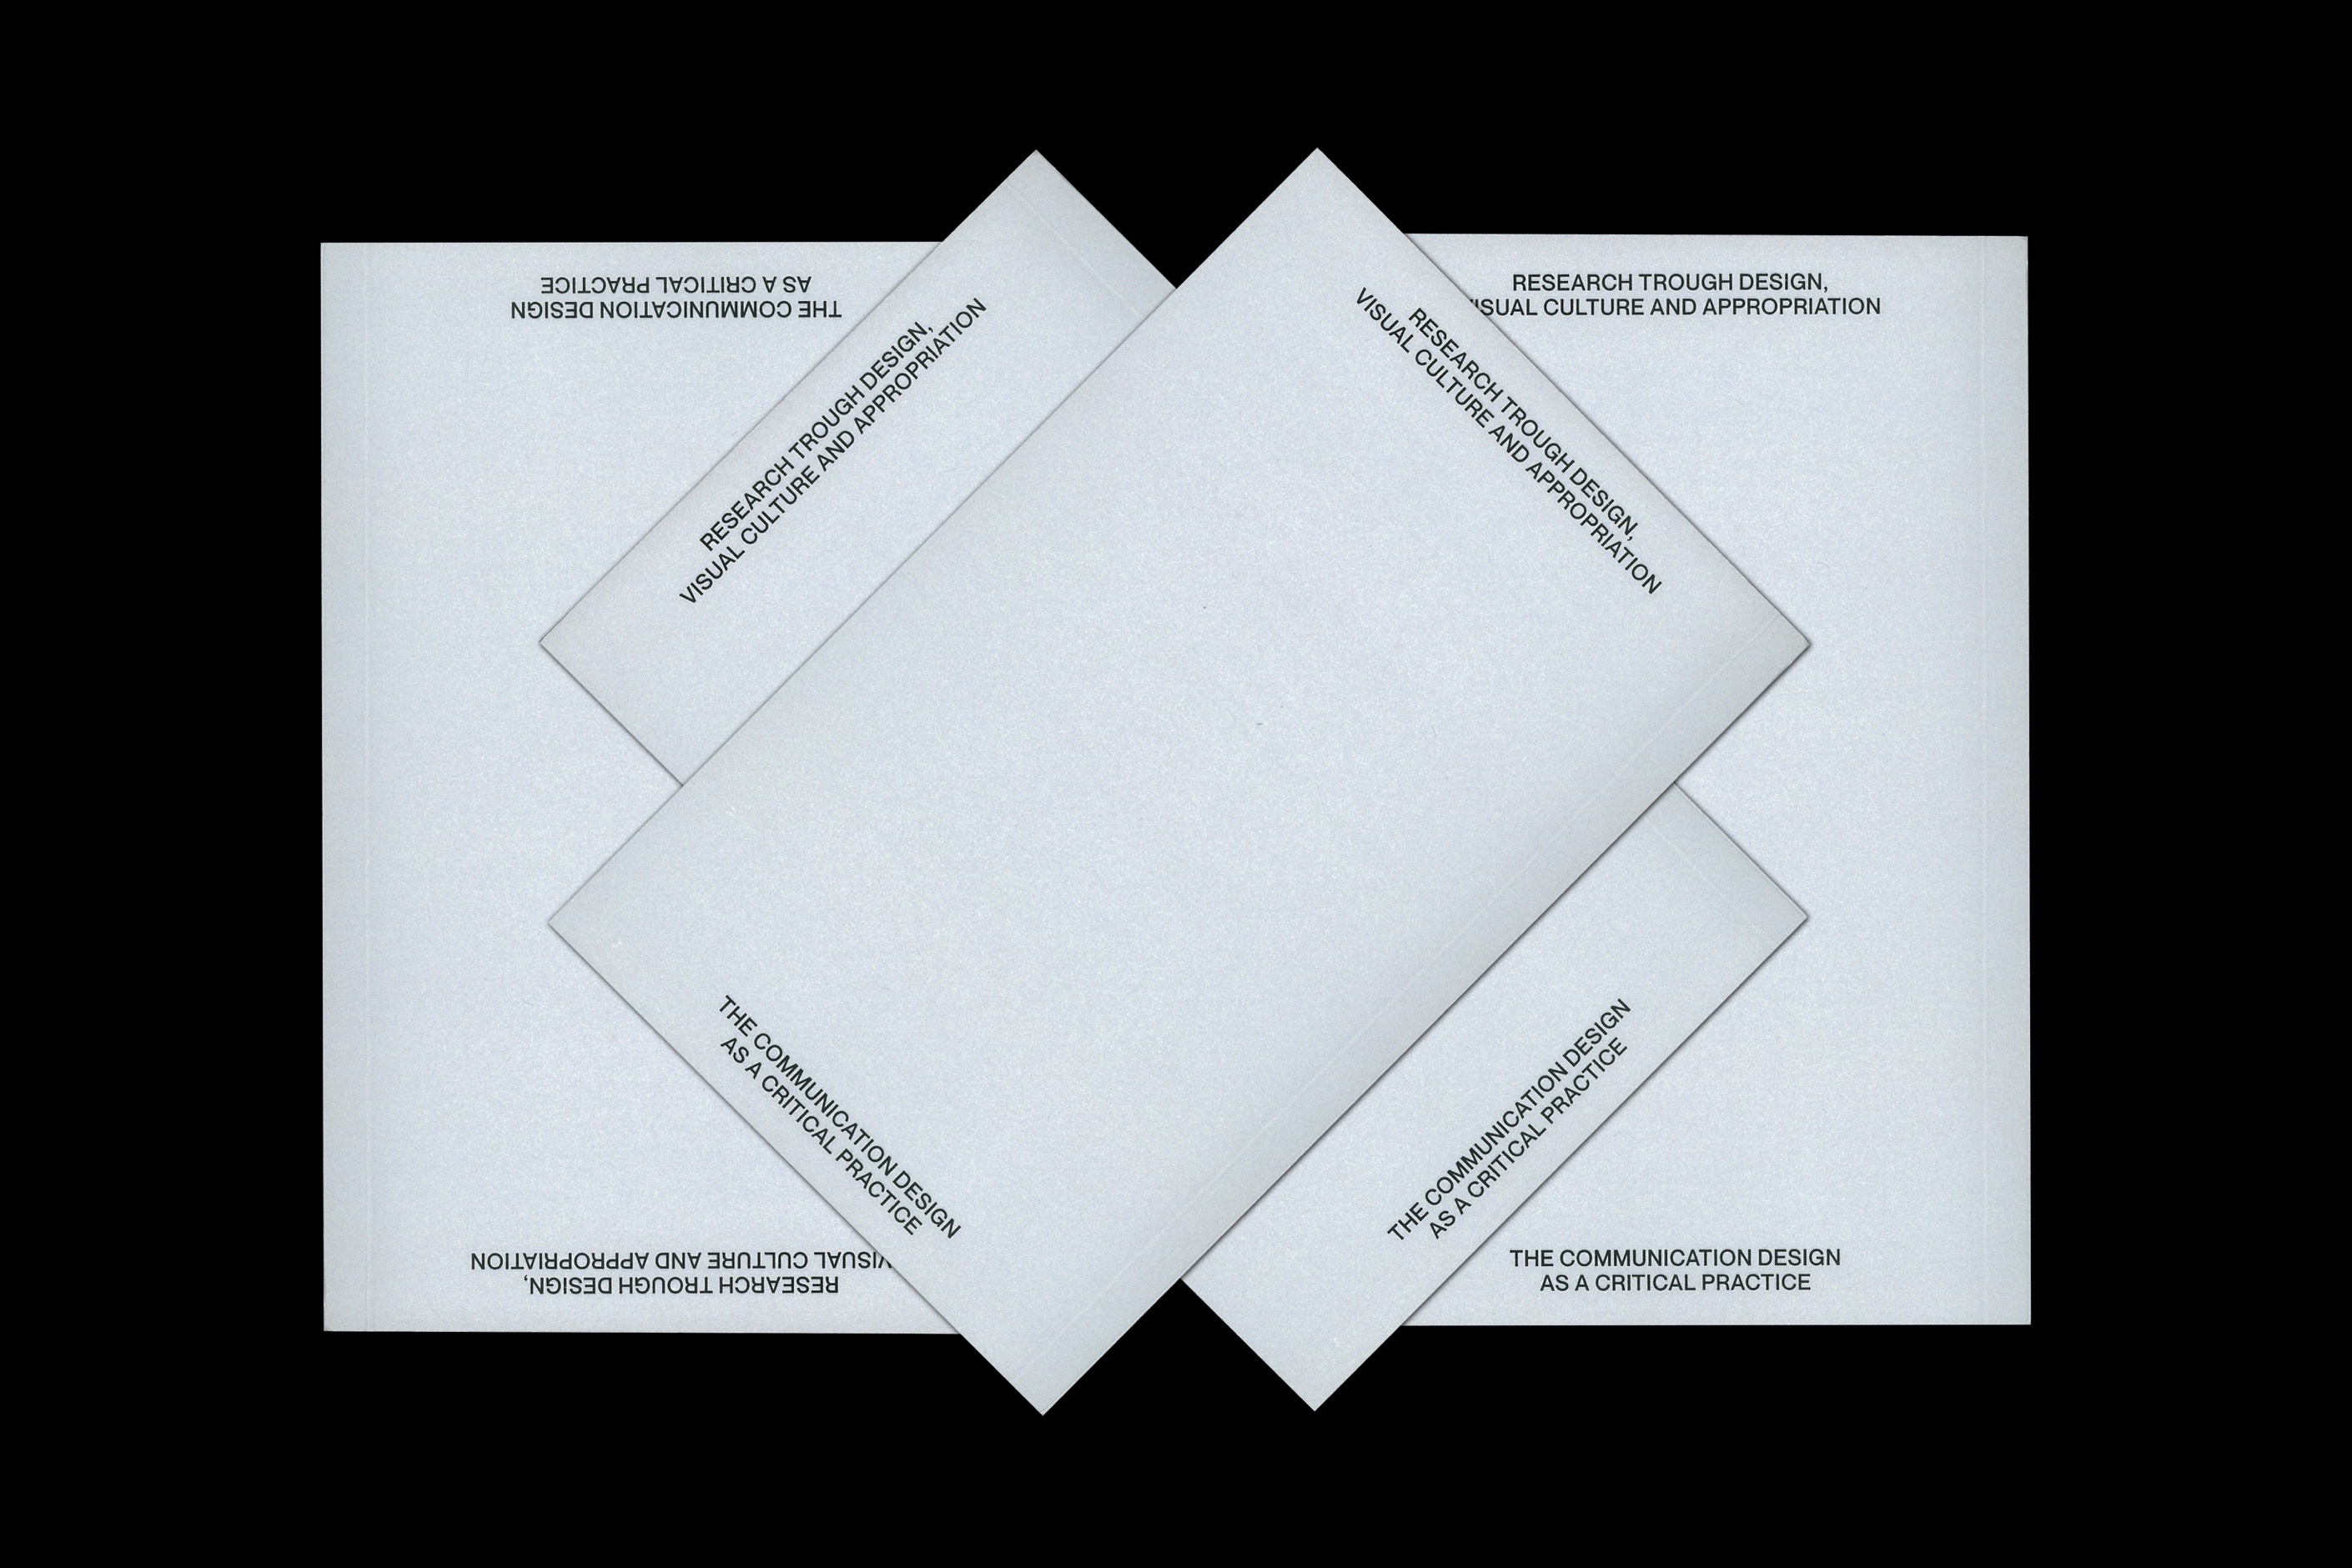 AS A CRITICAL PRACTICE
THE COMMUNICATION DESIGN
RESEARCH TROUGH DESIGN,
VISUAL CULTURE AND APPROPRIATION
RESEARCH TROUGH DESIGN,
VISUAL CULTURE AND APPROPRIATION
RESEARCH TROUGH DESIGN,
VISUAL CULTURE AND APPROPRIATION
THE COMMUNICATION DESIGN
AS A CRITICAL PRACTICE
THE COMMUNICATION DESIGN
AS A CRITICAL PRACTICE
VISUAL CULTURE AND APPROPRIATION
RESEARCH TROUGH DESIGN,
THE COMMUNICATION DESIGN
AS A CRITICAL PRACTICE